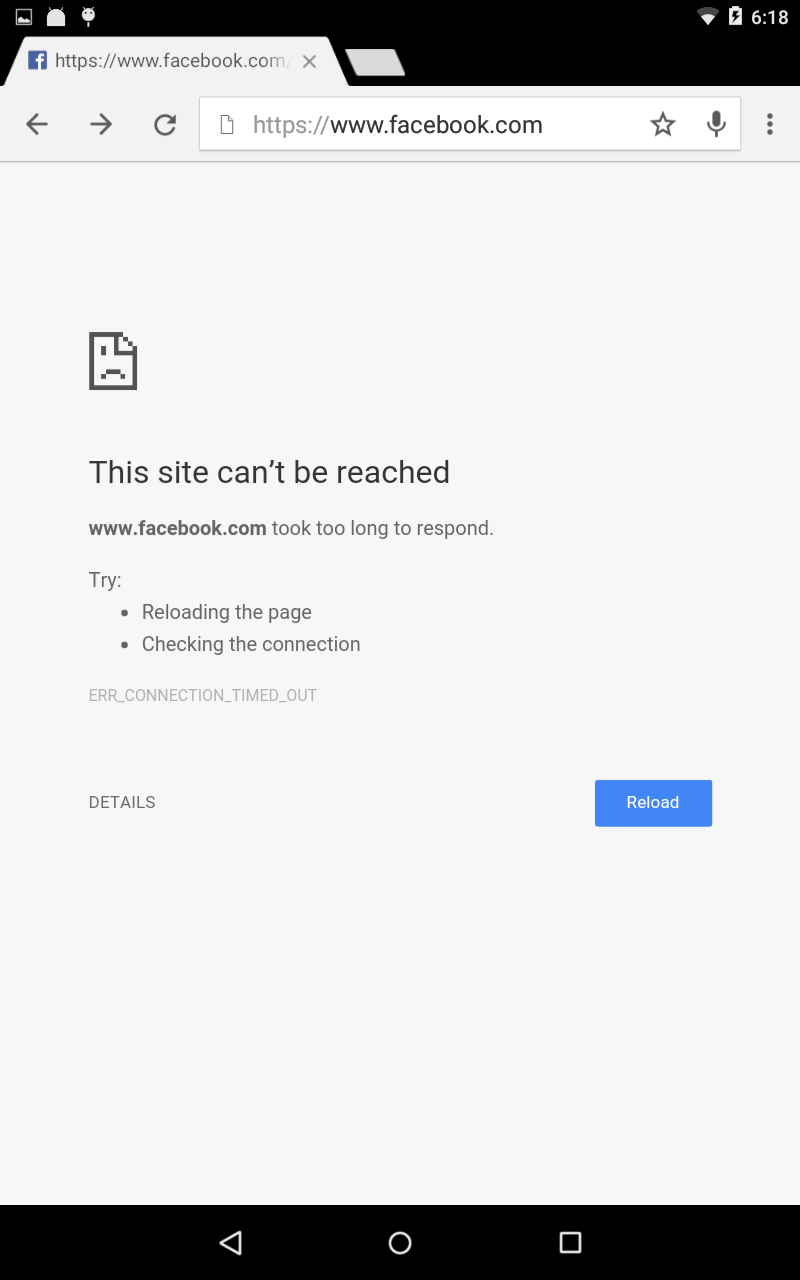 6:18
https://www.facebook.com/
https://www.facebook.com
This site can’t be reached
www.facebook.com took too long to respond.
Try:
• Reloading the page
• Checking the connection
ERR_CONNECTION_TIMED_OUT
DETAILS
Reload